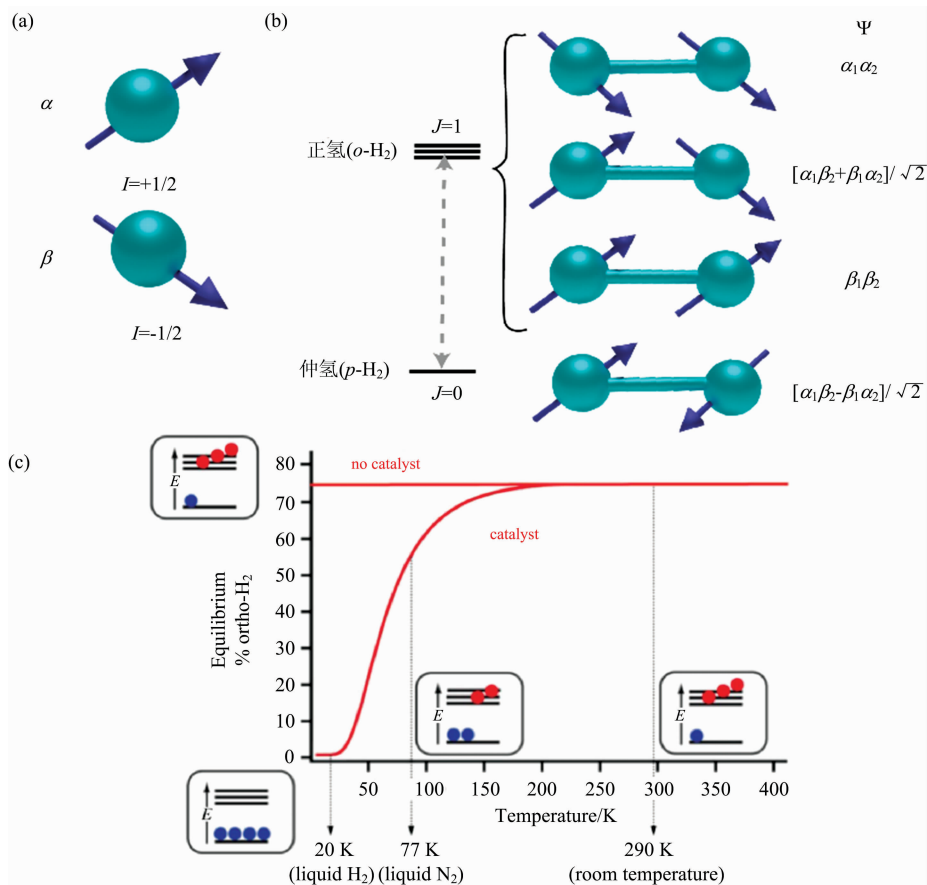 (a)
α
I=+1/2
β
I=-1/2
(b)
Ψ
α₁α₂
J=1
正氢(o-H₂)
[α₁β₂+β₁α₂]/√2
β₁β₂
仲氢(p-H₂)
J=0
[α₁β₂-β₁α₂]/√2
(c)
E
no catalyst
catalyst
Equilibrium
% ortho-H₂
80
70
60
50
40
30
20
10
0
E
E
E
50 100 150 200 250 300 350 400
Temperature/K
20 K 77 K 290 K
(liquid H₂) (liquid N₂) (room temperature)